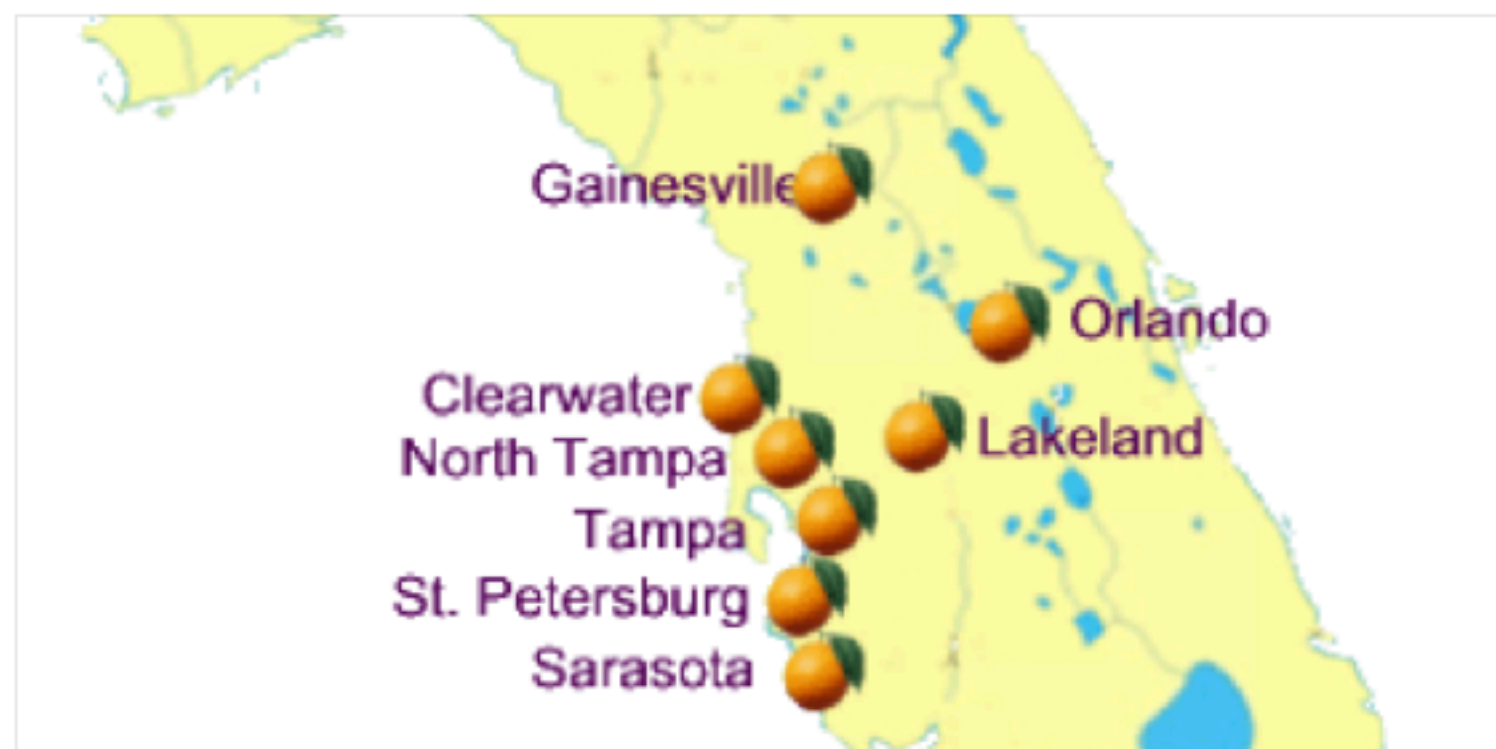 Gainesville
Orlando
Clearwater
Lakeland
North Tampa
Tampa
St. Petersburg
Sarasota